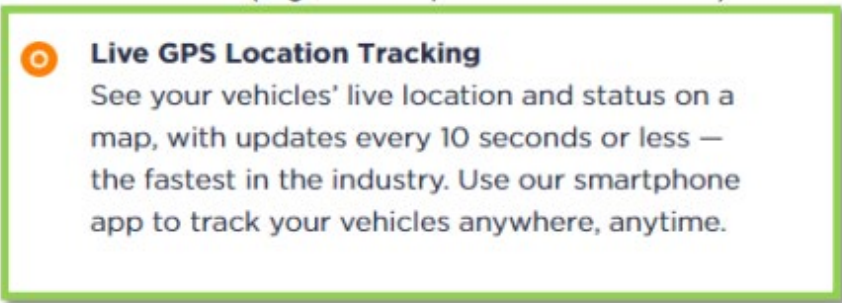 Live GPS Location Tracking
See your vehicles’ live location and status on a
map, with updates every 10 seconds or less —
the fastest in the industry. Use our smartphone
app to track your vehicles anywhere, anytime.